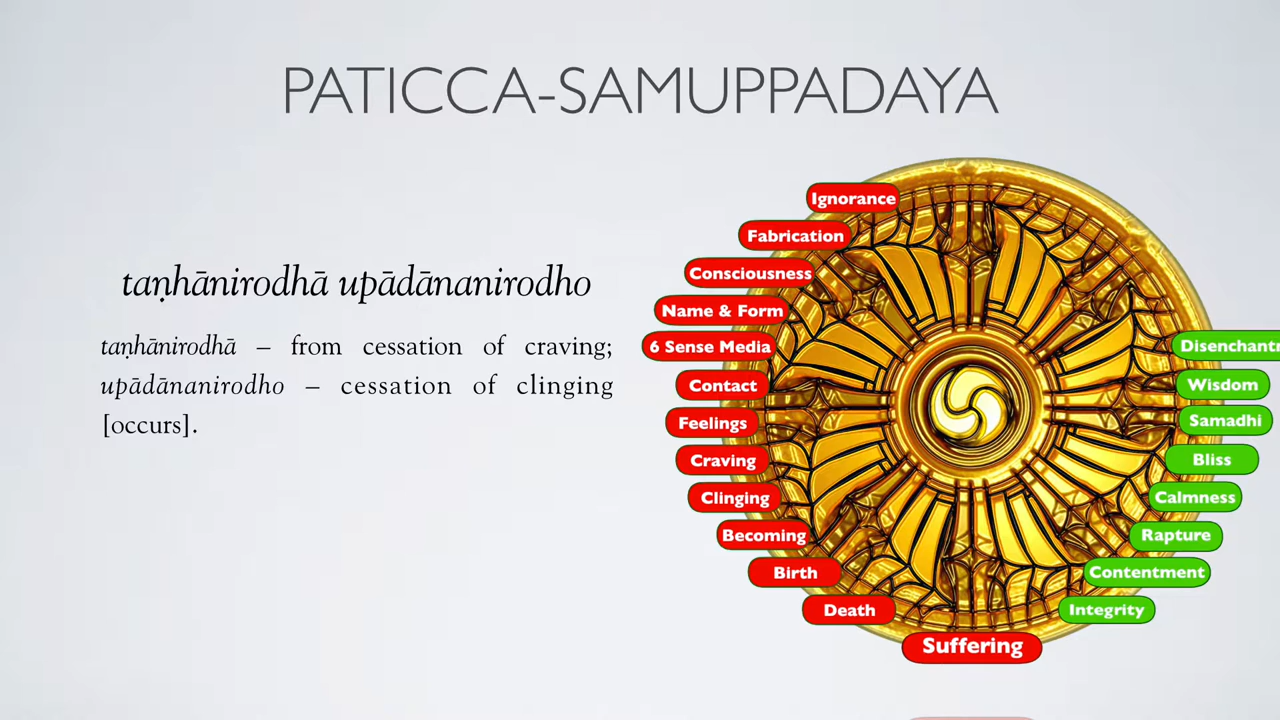 PATICCA-SAMUPPADAYA
taṇhānirodhā upādānanirodho
taṇhānirodhā – from cessation of craving;
upādānanirodho – cessation of clinging
[occurs].
Ignorance
Fabrication
Consciousness
Name & Form
6 Sense Media
Contact
Feelings
Craving
Clinging
Becoming
Birth
Death
Suffering
Disenchantm
Wisdom
Samadhi
Bliss
Calmness
Rapture
Contentment
Integrity